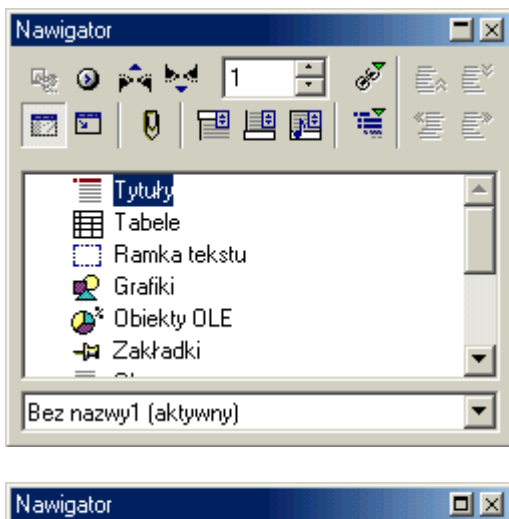 Nawigator
1
Tytuły
Tabele
Ramka tekstu
Grafiki
Obiekty OLE
Zakładki
Bez nazwy1 (aktywny)
Nawigator